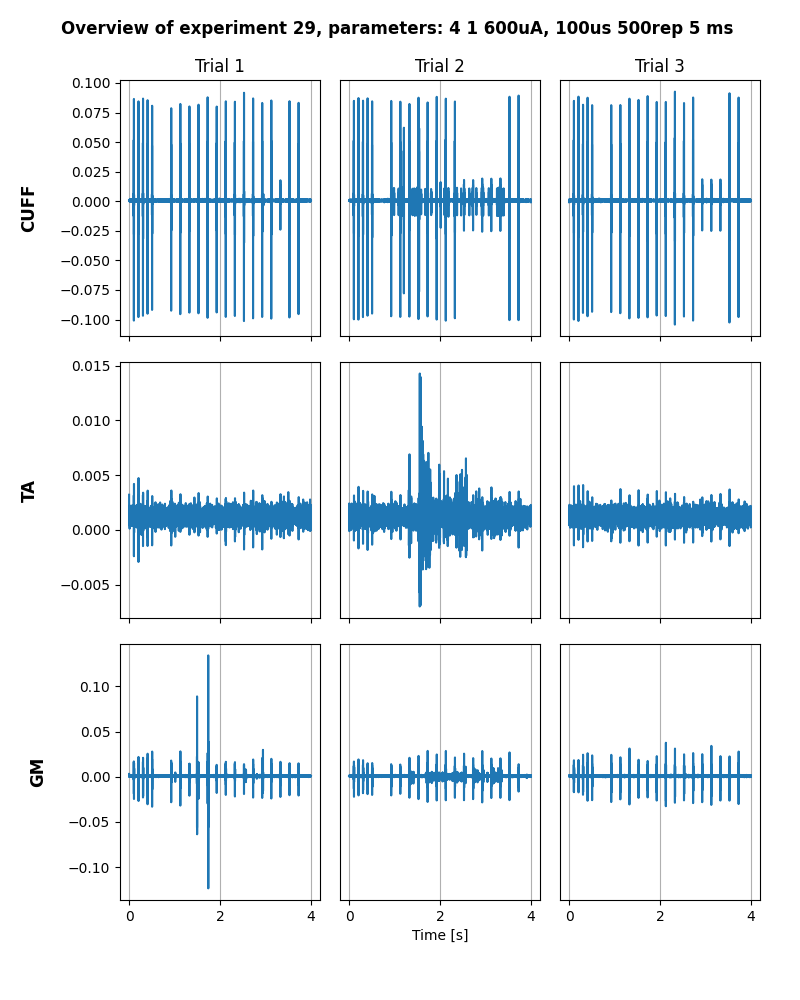 Overview of experiment 29, parameters: 4 1 600uA, 100us 500rep 5 ms
Trial 1 Trial 2 Trial 3
CUFF
0.100
0.075
0.050
0.025
0.000
−0.025
−0.050
−0.075
−0.100
TA
0.015
0.010
0.005
0.000
−0.005
GM
0.10
0.05
0.00
−0.05
−0.10
0 2 4 0 2 4 0 2 4
Time [s]